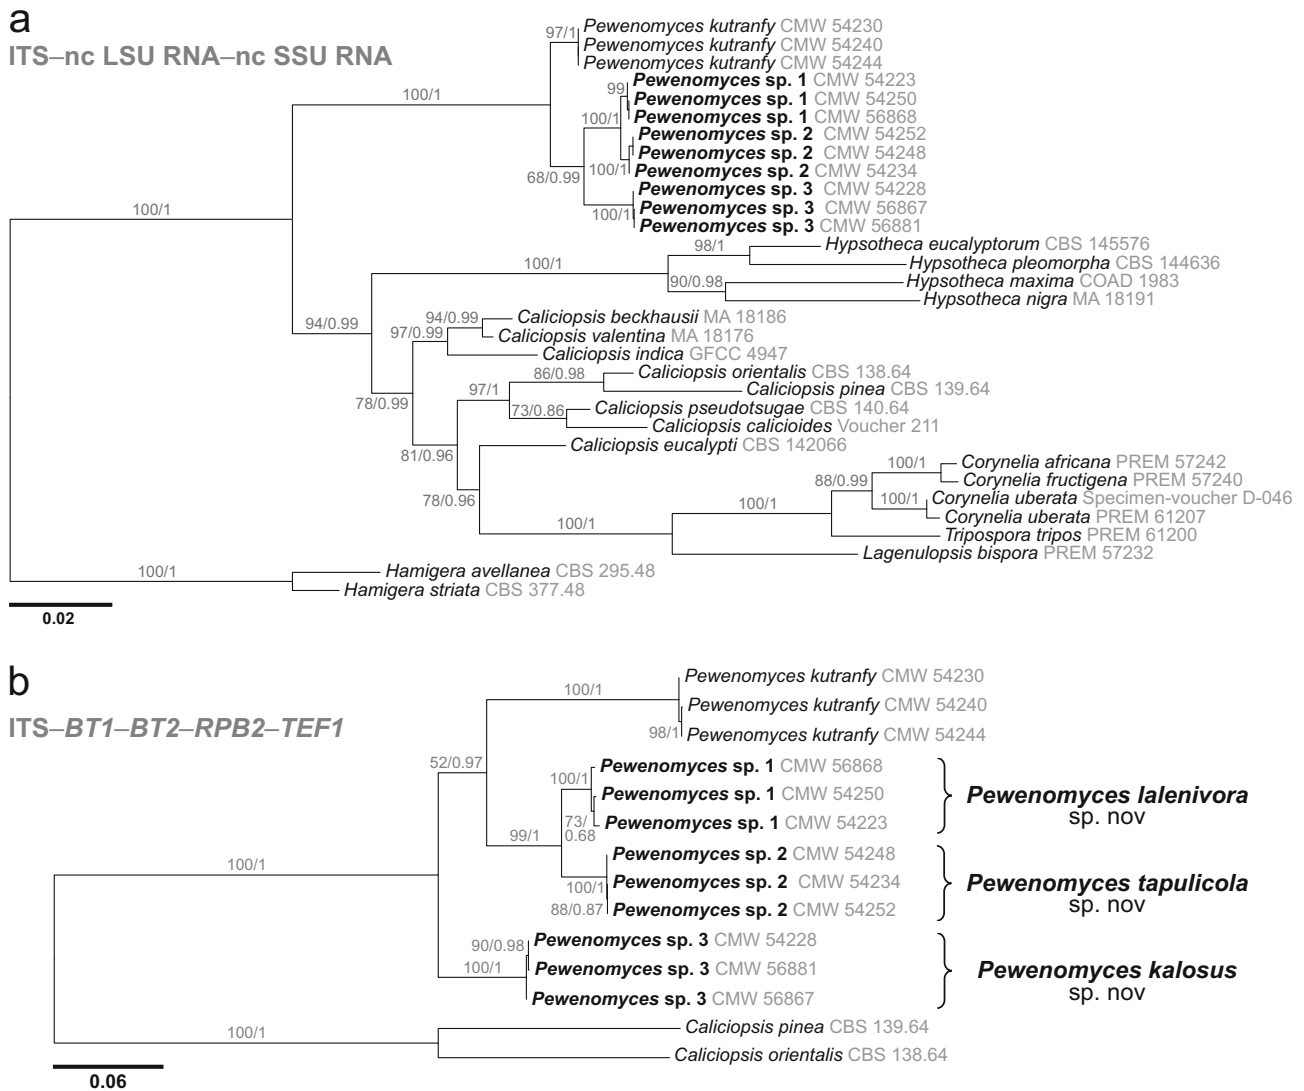 a
ITS–nc LSU RNA–nc SSU RNA
Pewenomyces kutranfy CMW 54230
97/1
Pewenomyces kutranfy CMW 54240
Pewenomyces kutranfy CMW 54244
Pewenomyces sp. 1 CMW 54223
99
100/1
Pewenomyces sp. 1 CMW 54250
100/1
Pewenomyces sp. 1 CMW 56868
Pewenomyces sp. 2 CMW 54252
Pewenomyces sp. 2 CMW 54248
100/1
Pewenomyces sp. 2 CMW 54234
68/0.99
Pewenomyces sp. 3 CMW 54228
100/1
Pewenomyces sp. 3 CMW 56867
100/1
Pewenomyces sp. 3 CMW 56881
98/1
Hypsotheca eucalyptorum CBS 145576
100/1
Hypsotheca pleomorpha CBS 144636
90/0.98
Hypsotheca maxima COAD 1983
Hypsotheca nigra MA 18191
94/0.99
94/0.99
Caliciopsis beckhausii MA 18186
97/0.99
Caliciopsis valentina MA 18176
Caliciopsis indica GFCC 4947
86/0.98
Caliciopsis orientalis CBS 138.64
97/1
Caliciopsis pinea CBS 139.64
78/0.99
73/0.86
Caliciopsis pseudotsugae CBS 140.64
Caliciopsis calicioides Voucher 211
81/0.96
Caliciopsis eucalypti CBS 142066
100/1
Corynelia africana PREM 57242
88/0.99
Corynelia fructigena PREM 57240
78/0.96
100/1
Corynelia uberata Specimen-voucher D-046
100/1
Corynelia uberata PREM 61207
100/1
Tripospora tripos PREM 61200
Lagenulopsis bispora PREM 57232
100/1
Hamigera avellanea CBS 295.48
Hamigera striata CBS 377.48
0.02
b
ITS–BT1–BT2–RPB2–TEF1
Pewenomyces kutranfy CMW 54230
100/1
Pewenomyces kutranfy CMW 54240
98/1
Pewenomyces kutranfy CMW 54244
52/0.97
Pewenomyces sp. 1 CMW 56868
100/1
Pewenomyces sp. 1 CMW 54250
Pewenomyces lalenivora
sp. nov
73/
0.68
Pewenomyces sp. 1 CMW 54223
99/1
Pewenomyces sp. 2 CMW 54248
100/1
Pewenomyces sp. 2 CMW 54234
Pewenomyces tapulicola
sp. nov
88/0.87
Pewenomyces sp. 2 CMW 54252
100/1
90/0.98
Pewenomyces sp. 3 CMW 54228
100/1
Pewenomyces sp. 3 CMW 56881
Pewenomyces kalosus
sp. nov
Pewenomyces sp. 3 CMW 56867
100/1
Caliciopsis pinea CBS 139.64
Caliciopsis orientalis CBS 138.64
0.06